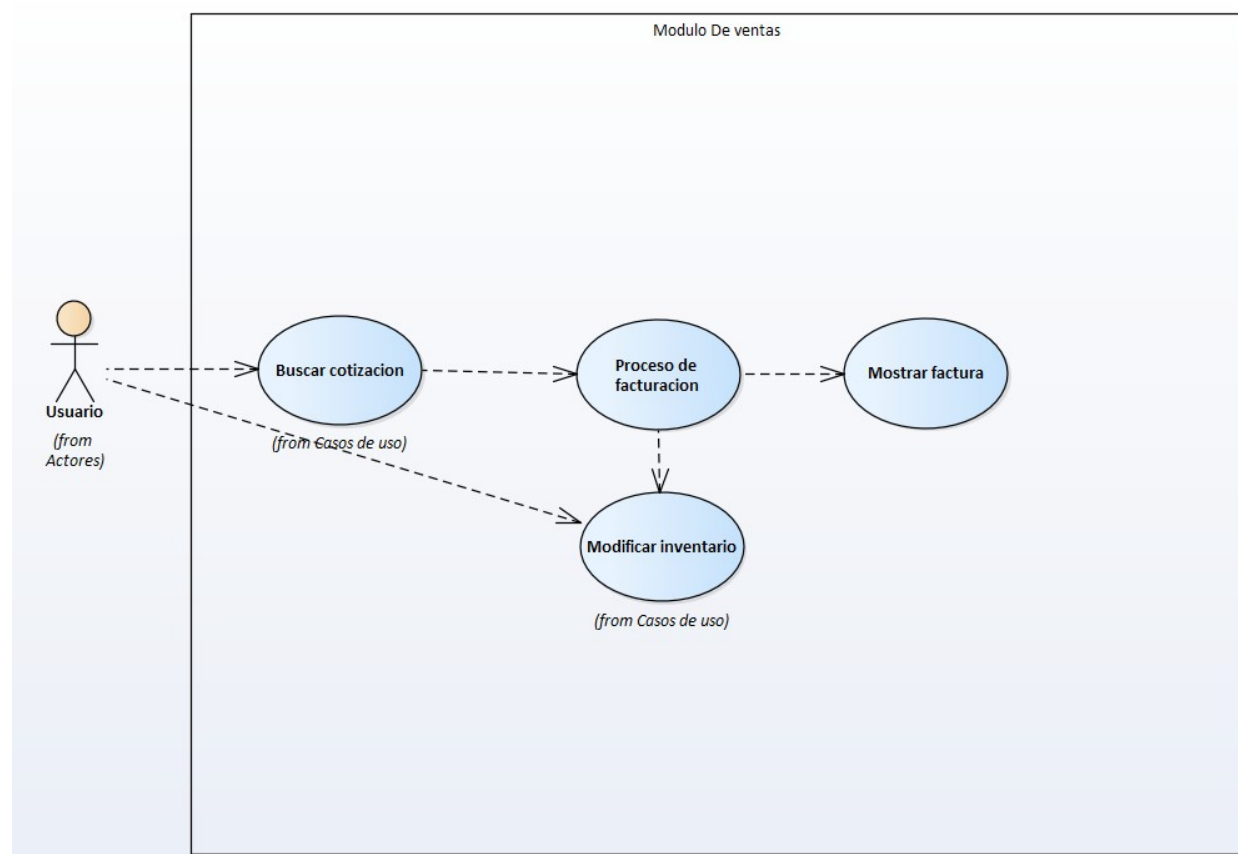 Modulo De ventas
Usuario
(from
Actores)
Buscar cotizacion
(from Casos de uso)
Proceso de
facturacion
Mostrar factura
Modificar inventario
(from Casos de uso)